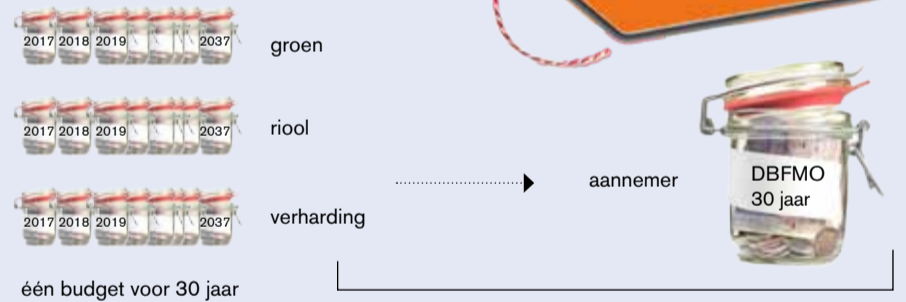 2017 2018 2019 2037 groen
2017 2018 2019 2037 riool
2017 2018 2019 2037 verharding
aannemer
DBFMO
30 jaar
één budget voor 30 jaar